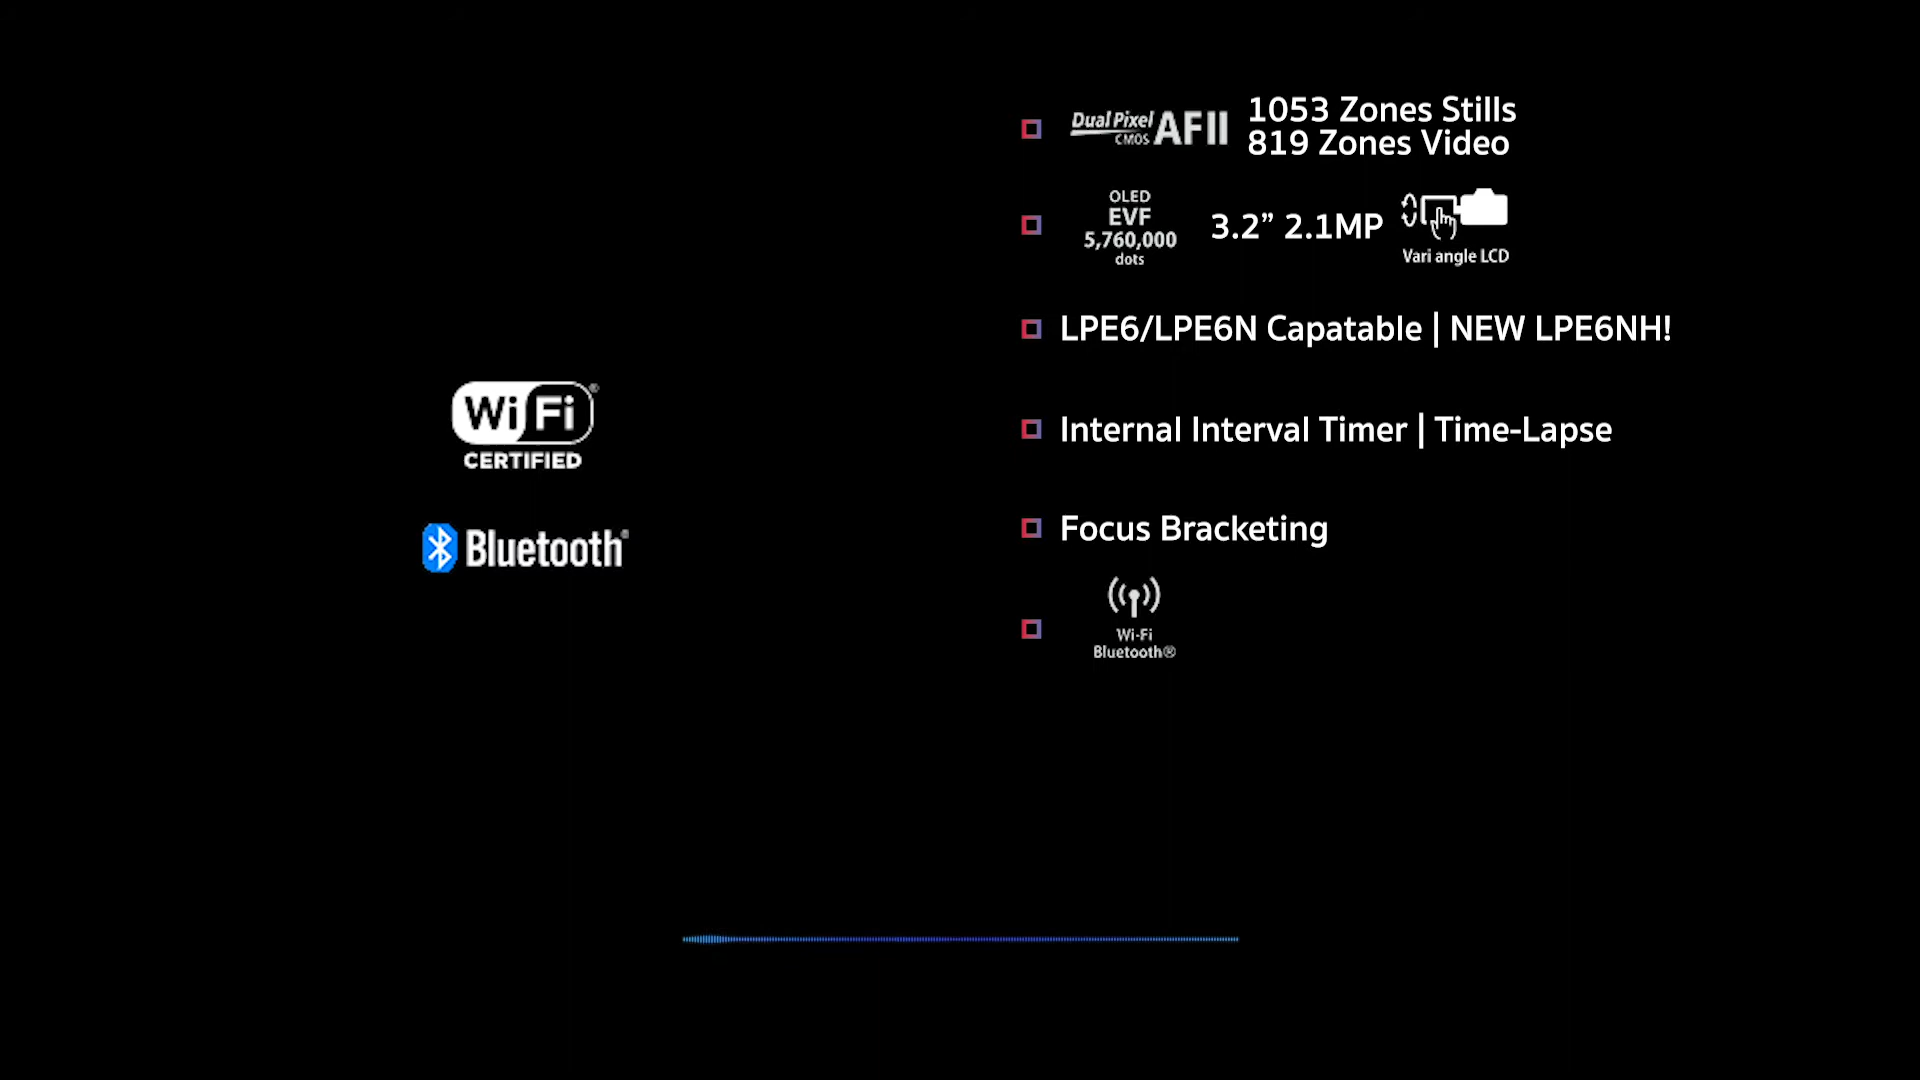 WiFi®
CERTIFIED
Bluetooth®
Dual Pixel
CMOS AF II
1053 Zones Stills
819 Zones Video
OLED
EVF
5,760,000
dots
3.2” 2.1MP
Vari angle LCD
LPE6/LPE6N Capatable | NEW LPE6NH!
Internal Interval Timer | Time-Lapse
Focus Bracketing
Wi-Fi
Bluetooth®